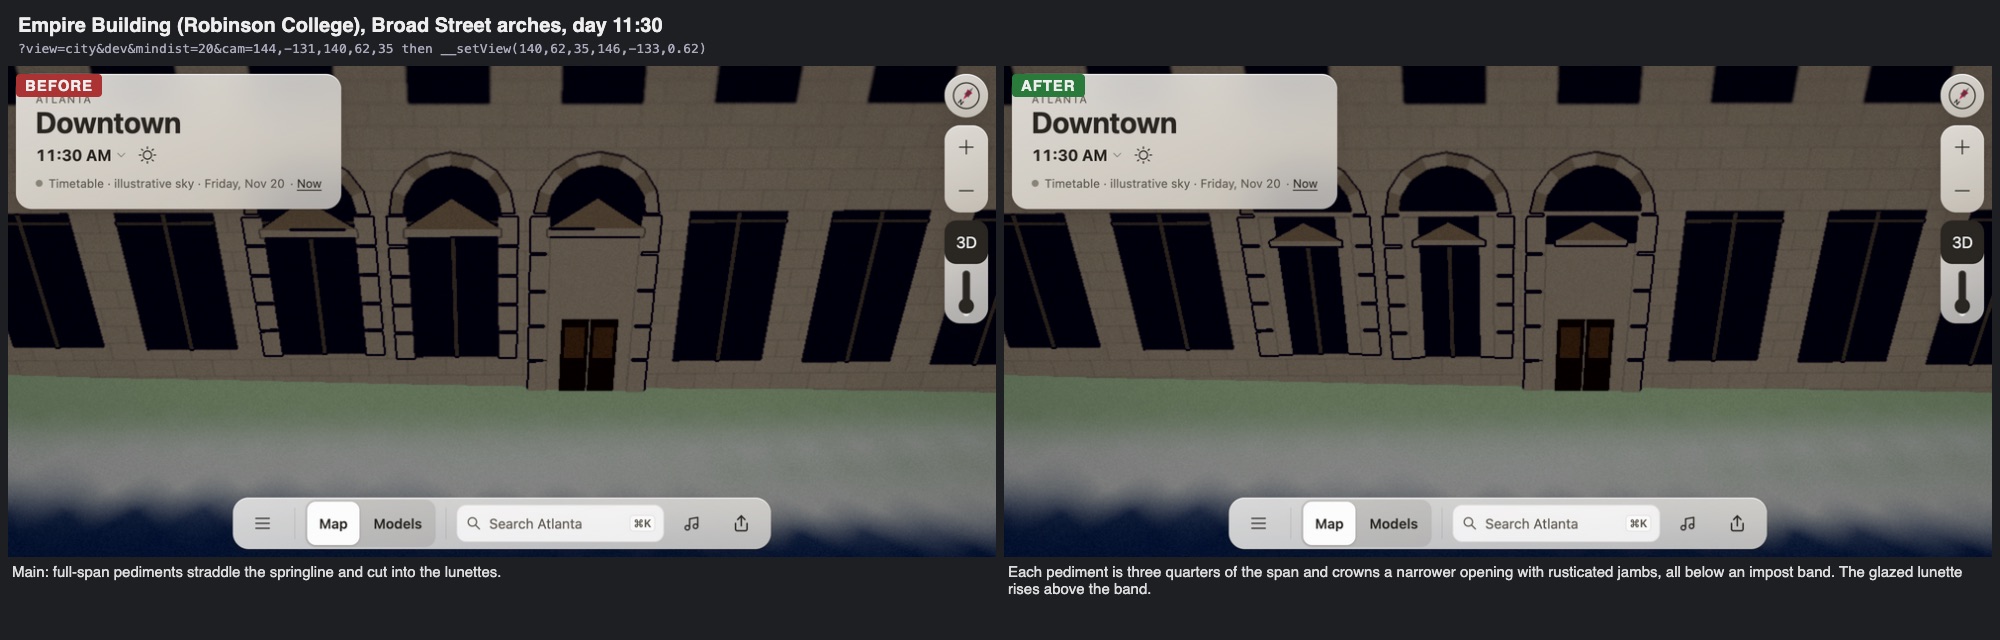 Empire Building (Robinson College), Broad Street arches, day 11:30
?view=city&dev&mindist=20&cam=144,-131,140,62,35 then __setView(140,62,35,146,-133,0.62)
BEFORE
ATLANTA
Downtown
11:30 AM
Timetable · illustrative sky · Friday, Nov 20 · Now
N
+
−
3D
Map
Models
Search Atlanta
⌘K
Main: full-span pediments straddle the springline and cut into the lunettes.
AFTER
ATLANTA
Downtown
11:30 AM
Timetable · illustrative sky · Friday, Nov 20 · Now
N
+
−
3D
Map
Models
Search Atlanta
⌘K
Each pediment is three quarters of the span and crowns a narrower opening with rusticated jambs, all below an impost band. The glazed lunette
rises above the band.